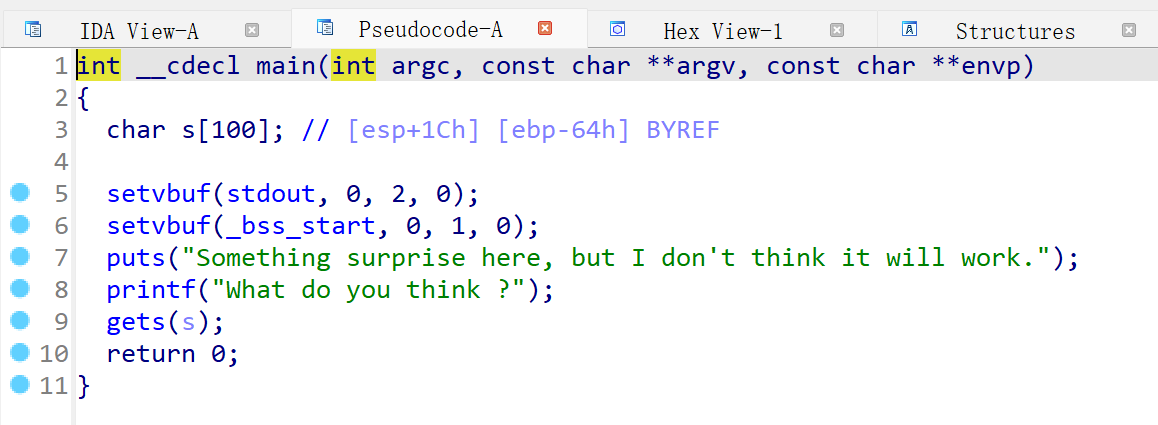 IDA View-A Pseudocode-A Hex View-1 Structures
1 int __cdecl main(int argc, const char **argv, const char **envp)
2 {
3   char s[100]; // [esp+1Ch] [ebp-64h] BYREF
4
5   setvbuf(stdout, 0, 2, 0);
6   setvbuf(_bss_start, 0, 1, 0);
7   puts("Something surprise here, but I don't think it will work.");
8   printf("What do you think ?");
9   gets(s);
10   return 0;
11 }